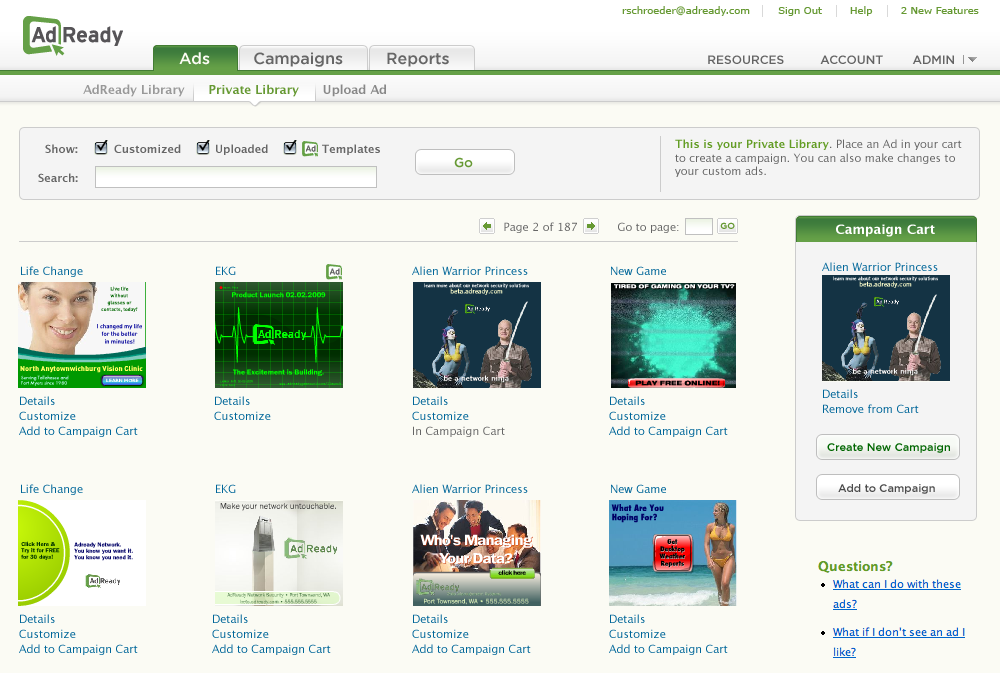 rschroeder@adready.com
Sign Out
Help
2 New Features
AdReady
Ads
Campaigns
Reports
RESOURCES
ACCOUNT
ADMIN
AdReady Library
Private Library
Upload Ad
Show:
Customized
Uploaded
Ad Templates
Search:
Go
This is your Private Library. Place an Ad in your cart
to create a campaign. You can also make changes to
your custom ads.
Page 2 of 187
Go to page:
GO
Life Change
Live life
without
glasses or
contacts, today!
I changed my life
for the better
in minutes!
North Anytownwichburg Vision Clinic
LEARN MORE
Details
Customize
Add to Campaign Cart
EKG
Ad
Product Launch 02.02.2009
AdReady
The Excitement is Building.
Details
Customize
Alien Warrior Princess
learn more about our network security solutions
beta.adready.com
AdReady
be a network ninja
Details
Customize
In Campaign Cart
New Game
TIRED OF GAMING ON YOUR TV?
PLAY FREE ONLINE!
Details
Customize
Add to Campaign Cart
Campaign Cart
Alien Warrior Princess
learn more about our network security solutions
beta.adready.com
AdReady
be a network ninja
Details
Remove from Cart
Create New Campaign
Add to Campaign
Life Change
Click Here &
Try it for FREE
for 30 days!
Adready Network.
You know you want it.
You know you need it.
AdReady
Details
Customize
Add to Campaign Cart
EKG
Make your network untouchable.
AdReady
AdReady Network Security • Port Townsend, WA
Details
Customize
Add to Campaign Cart
Alien Warrior Princess
Who's Managing
Your Data?
click here
AdReady
Port Townsend, WA • 555.555.5555
Details
Customize
Add to Campaign Cart
New Game
What Are You
Hoping For?
Get
Desktop
Weather
Reports
Details
Customize
Add to Campaign Cart
Questions?
What can I do with these
ads?
What if I don't see an ad I
like?